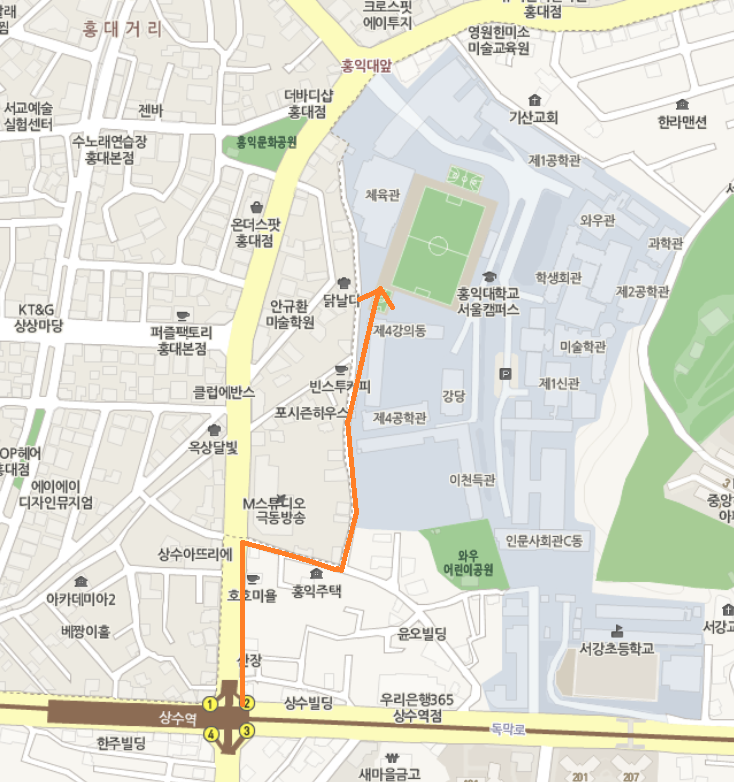 크로스핏
에이투지
홍대점
홍대거리
영원한미소
미술교육원
홍익대앞
더바디샵
홍대점
서교예술
실험센터
젠바
기산교회
한라맨션
수노래연습장
홍대본점
홍익문화공원
제1공학관
체육관
와우관
온더스팟
홍대점
과학관
학생회관
홍익대학교
서울캠퍼스
제2공학관
닭날다
안규환
미술학원
KT&G
상상마당
퍼즐팩토리
홍대본점
제4강의동
미술학관
P
제1신관
클럽에반스
빈스투커피
강당
포시즌하우스
제4공학관
옥상달빛
OP헤어
홍대점
에이에이
디자인뮤지엄
이천득관
M스튜디오
극동방송
중앙
인문사회관C동
상수아뜨리에
와우
어린이공원
아카데미아2
호호미욜
홍익주택
베짱이홀
윤오빌딩
서강초등학교
서강교
산장
1
2
상수빌딩
우리은행365
상수역점
상수역
4
3
독막로
한주빌딩
새마을금고
201
207